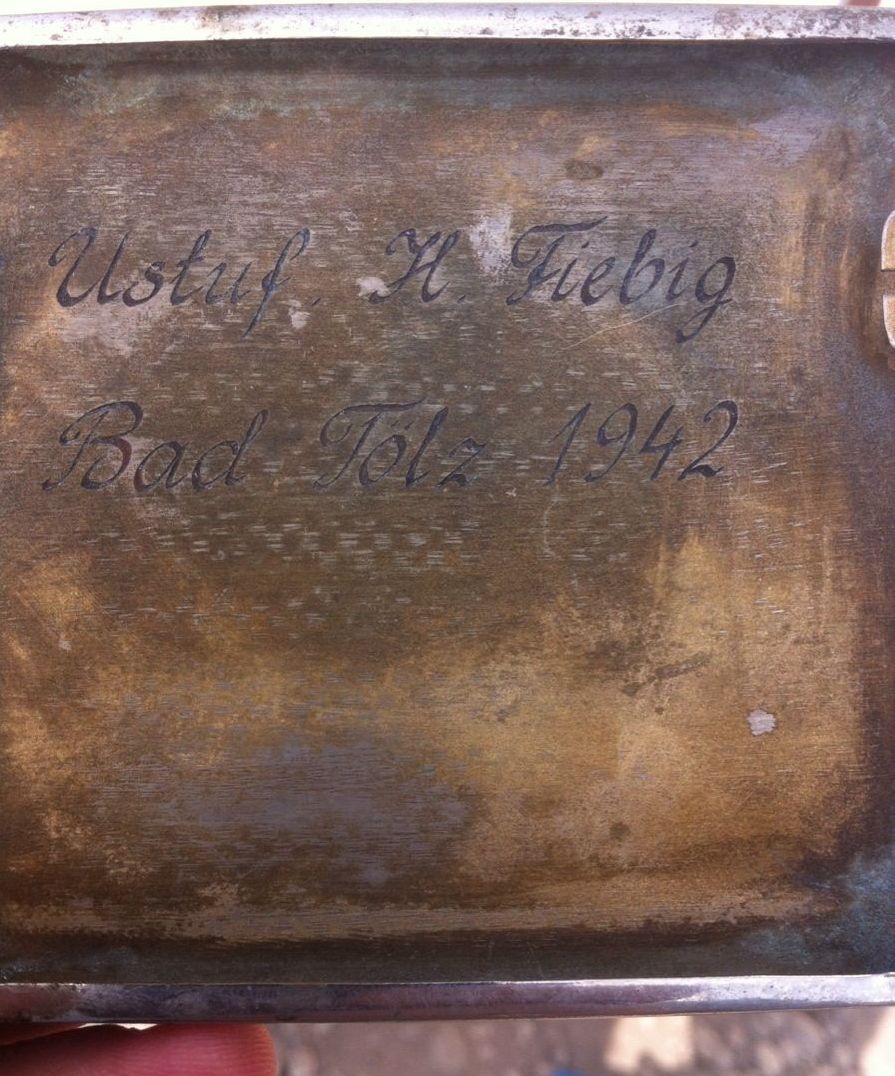 Ustuf. H. Fiebig
Bad Tölz 1942